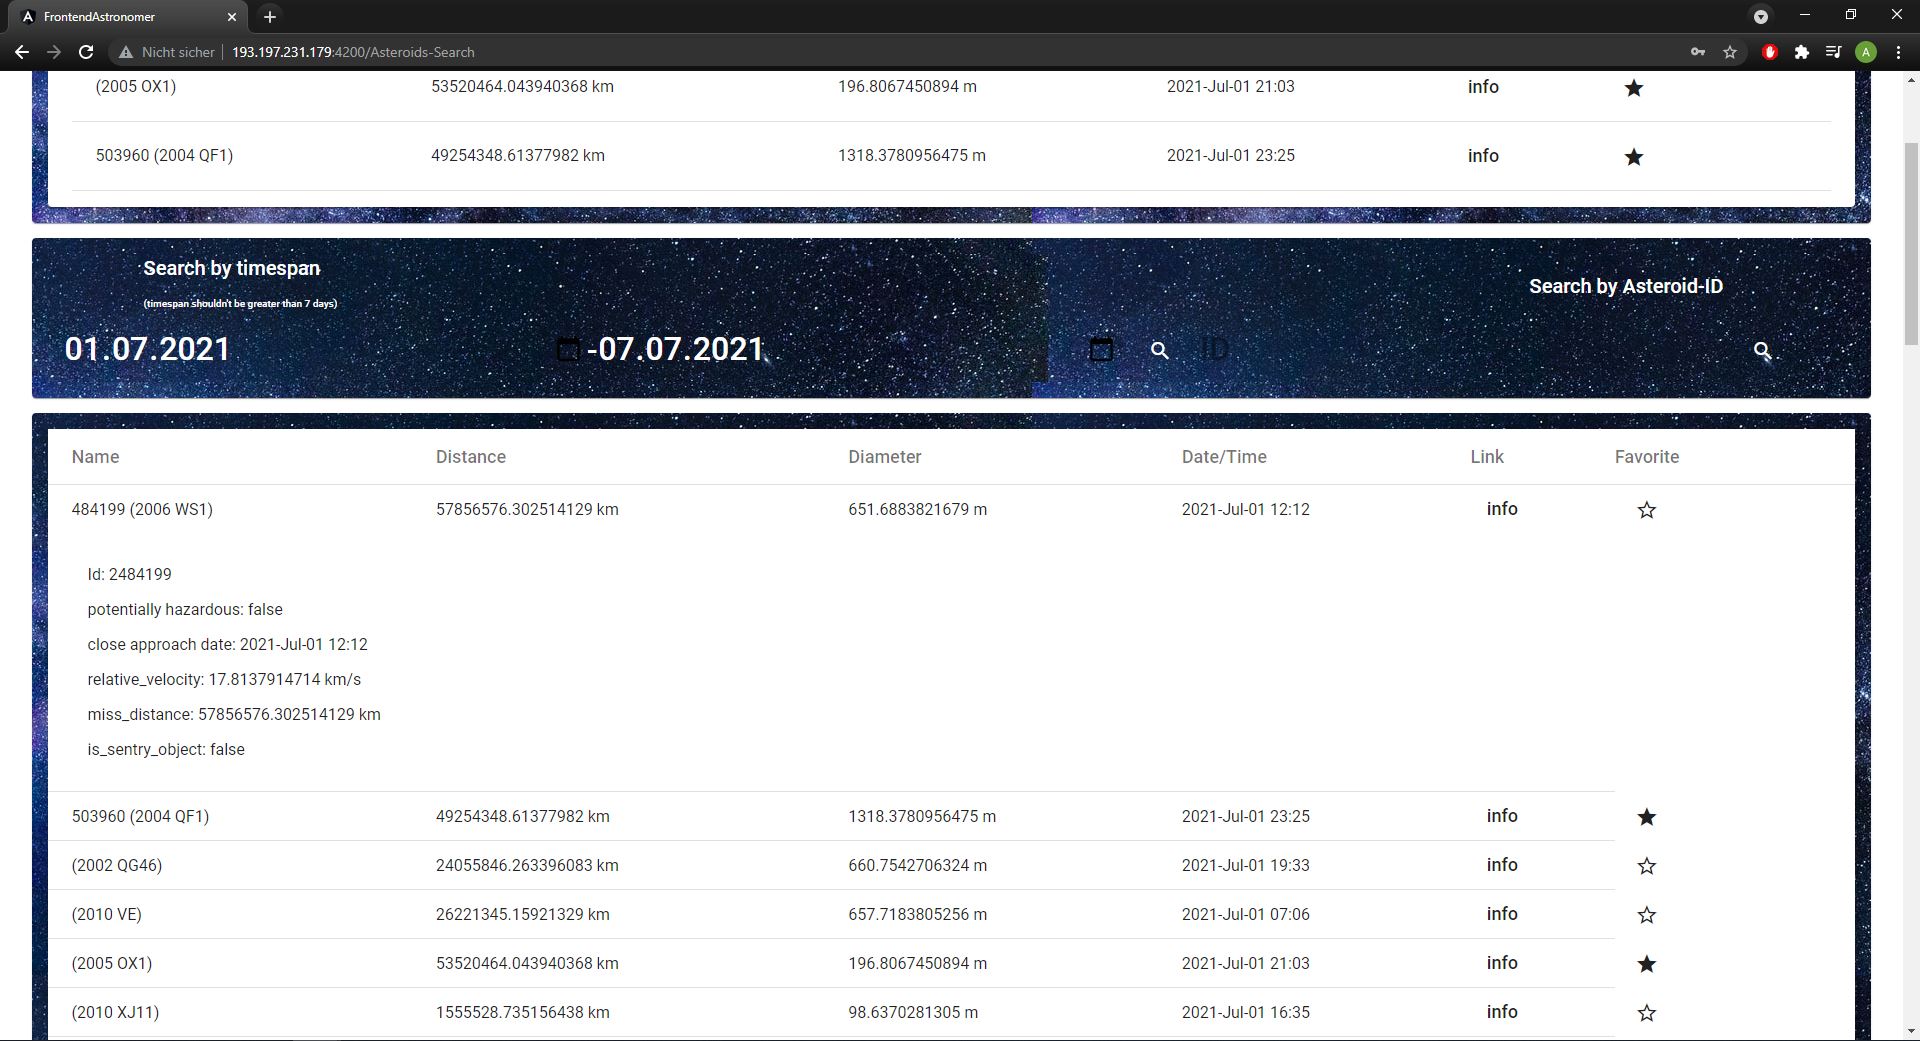 FrontendAstronomer
Nicht sicher 193.197.231.179:4200/Asteroids-Search A
(2005 OX1) 53520464.043940368 km 196.8067450894 m 2021-Jul-01 21:03 info
503960 (2004 QF1) 49254348.61377982 km 1318.3780956475 m 2021-Jul-01 23:25 info
Search by timespan
(timespan shouldn't be greater than 7 days)
Search by Asteroid-ID
01.07.2021 -07.07.2021 ID
Name Distance Diameter Date/Time Link Favorite
484199 (2006 WS1) 57856576.302514129 km 651.6883821679 m 2021-Jul-01 12:12 info
Id: 2484199
potentially hazardous: false
close approach date: 2021-Jul-01 12:12
relative_velocity: 17.8137914714 km/s
miss_distance: 57856576.302514129 km
is_sentry_object: false
503960 (2004 QF1) 49254348.61377982 km 1318.3780956475 m 2021-Jul-01 23:25 info
(2002 QG46) 24055846.263396083 km 660.7542706324 m 2021-Jul-01 19:33 info
(2010 VE) 26221345.15921329 km 657.7183805256 m 2021-Jul-01 07:06 info
(2005 OX1) 53520464.043940368 km 196.8067450894 m 2021-Jul-01 21:03 info
(2010 XJ11) 1555528.735156438 km 98.6370281305 m 2021-Jul-01 16:35 info